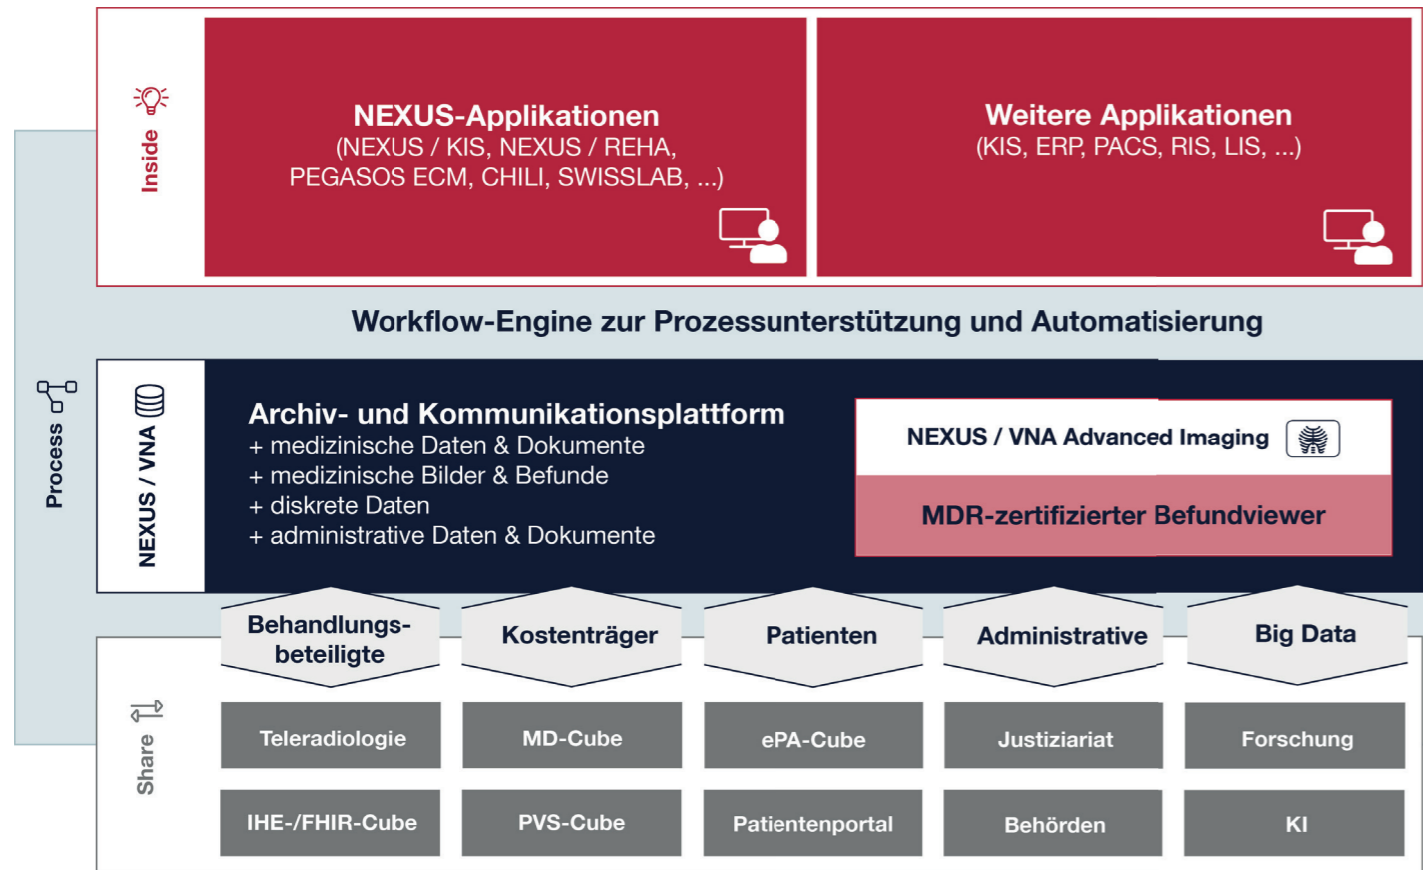 Inside
NEXUS-Applikationen
(NEXUS / KIS, NEXUS / REHA,
PEGASOS ECM, CHILI, SWISSLAB, ...)
Weitere Applikationen
(KIS, ERP, PACS, RIS, LIS, ...)
Process
Workflow-Engine zur Prozessunterstützung und Automatisierung
NEXUS / VNA
Archiv- und Kommunikationsplattform
+ medizinische Daten & Dokumente
+ medizinische Bilder & Befunde
+ diskrete Daten
+ administrative Daten & Dokumente
NEXUS / VNA Advanced Imaging
MDR-zertifizierter Befundviewer
Behandlungs-
beteiligte
Kostenträger
Patienten
Administrative
Big Data
Share
Teleradiologie
MD-Cube
ePA-Cube
Justiziariat
Forschung
IHE-/FHIR-Cube
PVS-Cube
Patientenportal
Behörden
KI